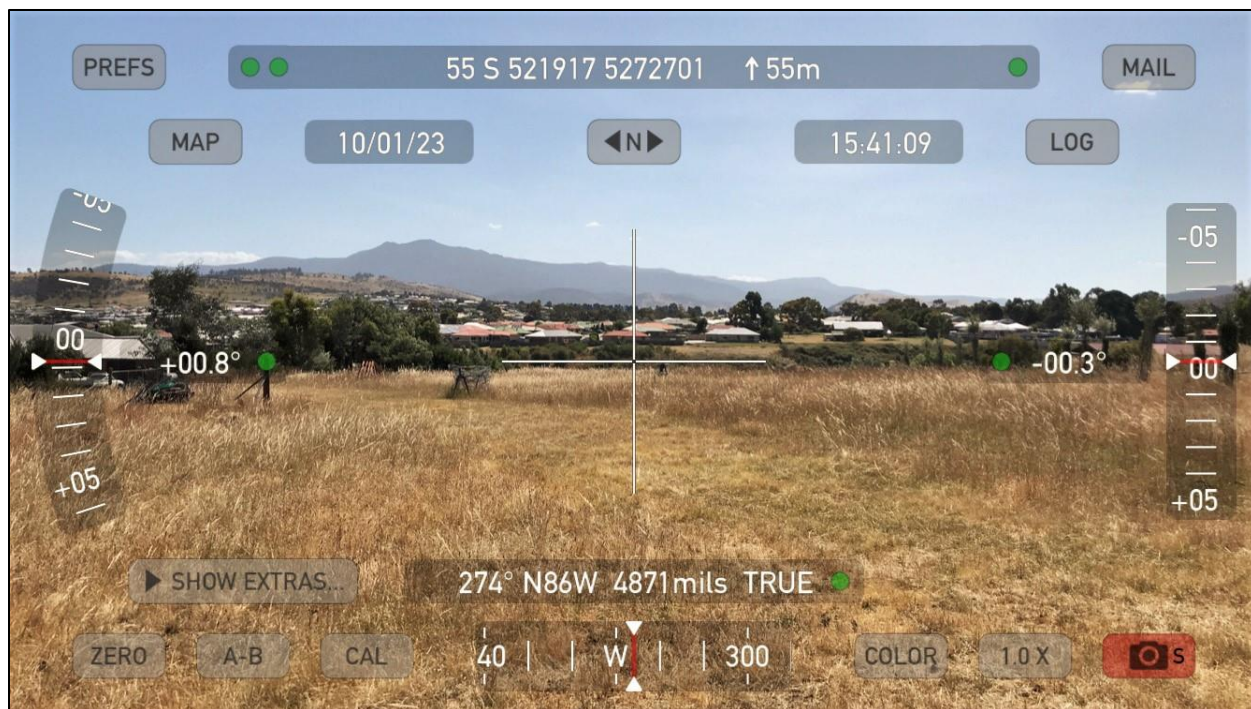 PREFS
55 S 521917 5272701 ↑ 55m
MAIL
MAP
10/01/23
◀N▶
15:41:09
LOG
-05
00
+05
+00.8°
-00.3°
-05
00
+05
▶ SHOW EXTRAS...
274° N86W 4871mils TRUE
ZERO
A-B
CAL
40 W 300
COLOR
1.0 X
S